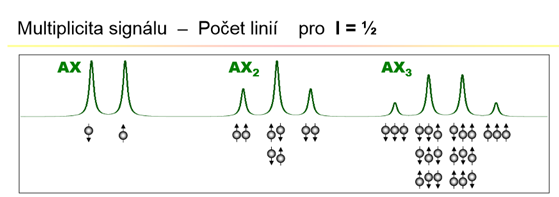 Multiplicita signálu – Počet linií pro I = ½
AX AX₂ AX₃